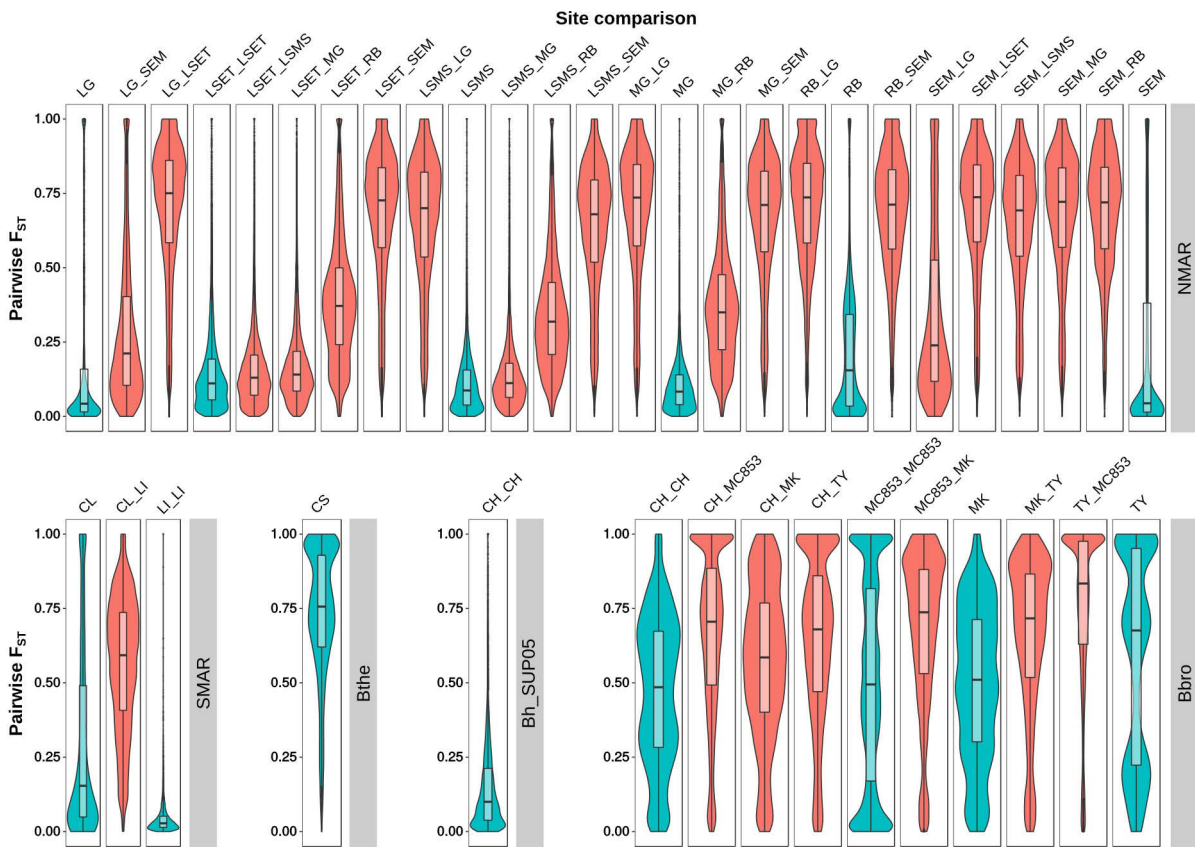 Site comparison
LG LG_SEM LG_LSET LSET_LSET LSET_LSMS LSET_MG LSET_RB LSET_SEM LSMS_LG LSMS LSMS_MG LSMS_RB LSMS_SEM MG_LG MG MG_RB MG_SEM RB_LG RB RB_SEM SEM_LG SEM_LSET SEM_LSMS SEM_MG SEM_RB SEM
Pairwise FST
1.00
0.75
0.50
0.25
0.00
NMAR
CL CL_LI LI_LI
Pairwise FST
1.00
0.75
0.50
0.25
0.00
SMAR
CS
1.00
0.75
0.50
0.25
0.00
Bthe
CH_CH
1.00
0.75
0.50
0.25
0.00
Bh_SUP05
CH_CH CH_MC853 CH_MK CH_TY MC853_MC853 MC853_MK MK MK_TY TY_MC853 TY
1.00
0.75
0.50
0.25
0.00
Bbro